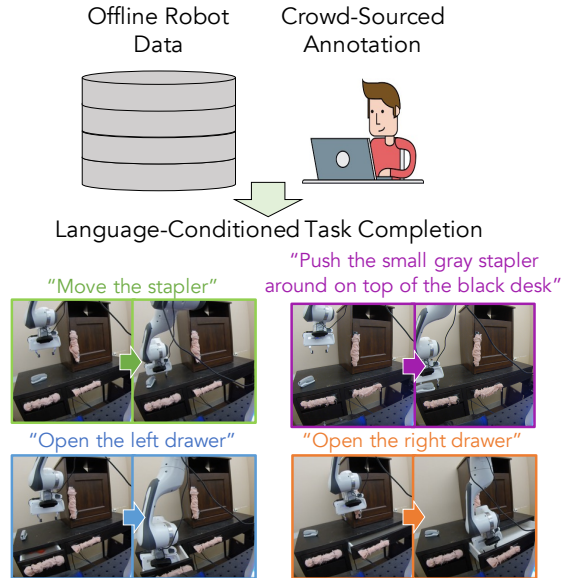 Offline Robot
Data
Crowd-Sourced
Annotation
Language-Conditioned Task Completion
“Move the stapler”
“Push the small gray stapler
around on top of the black desk”
“Open the left drawer”
“Open the right drawer”